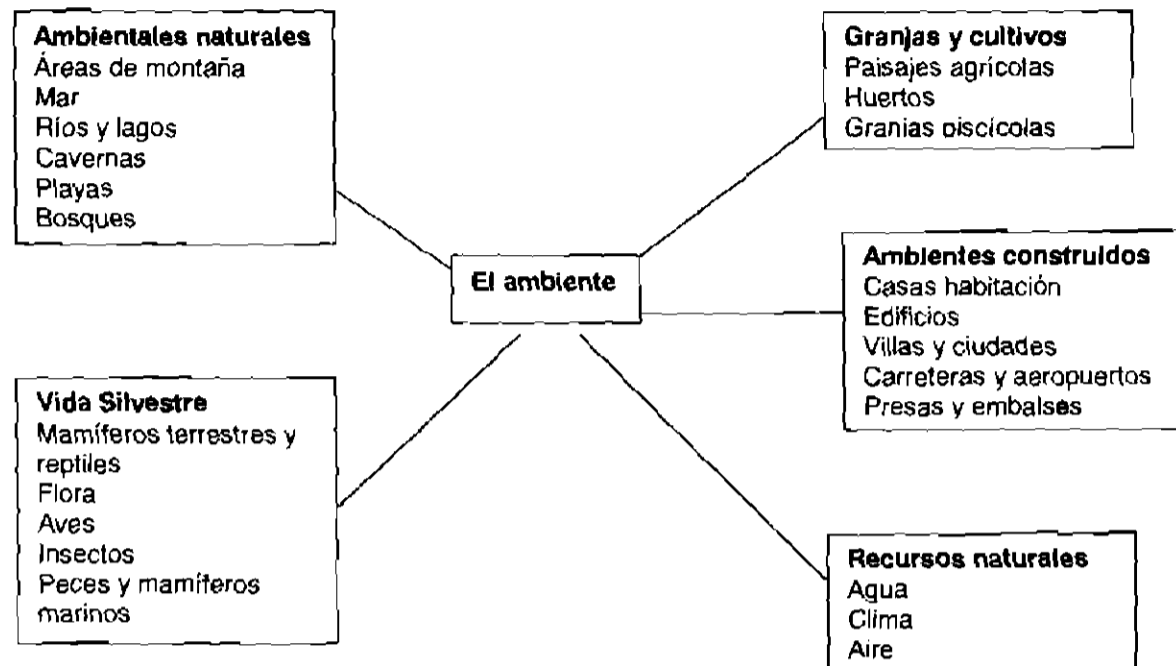 Ambientales naturales
Áreas de montaña
Mar
Ríos y lagos
Cavernas
Playas
Bosques
Granjas y cultivos
Paisajes agrícolas
Huertos
Granias piscícolas
El ambiente
Ambientes construidos
Casas habitación
Edificios
Villas y ciudades
Carreteras y aeropuertos
Presas y embalses
Vida Silvestre
Mamíferos terrestres y
reptiles
Flora
Aves
Insectos
Peces y mamíferos
marinos
Recursos naturales
Agua
Clima
Aire